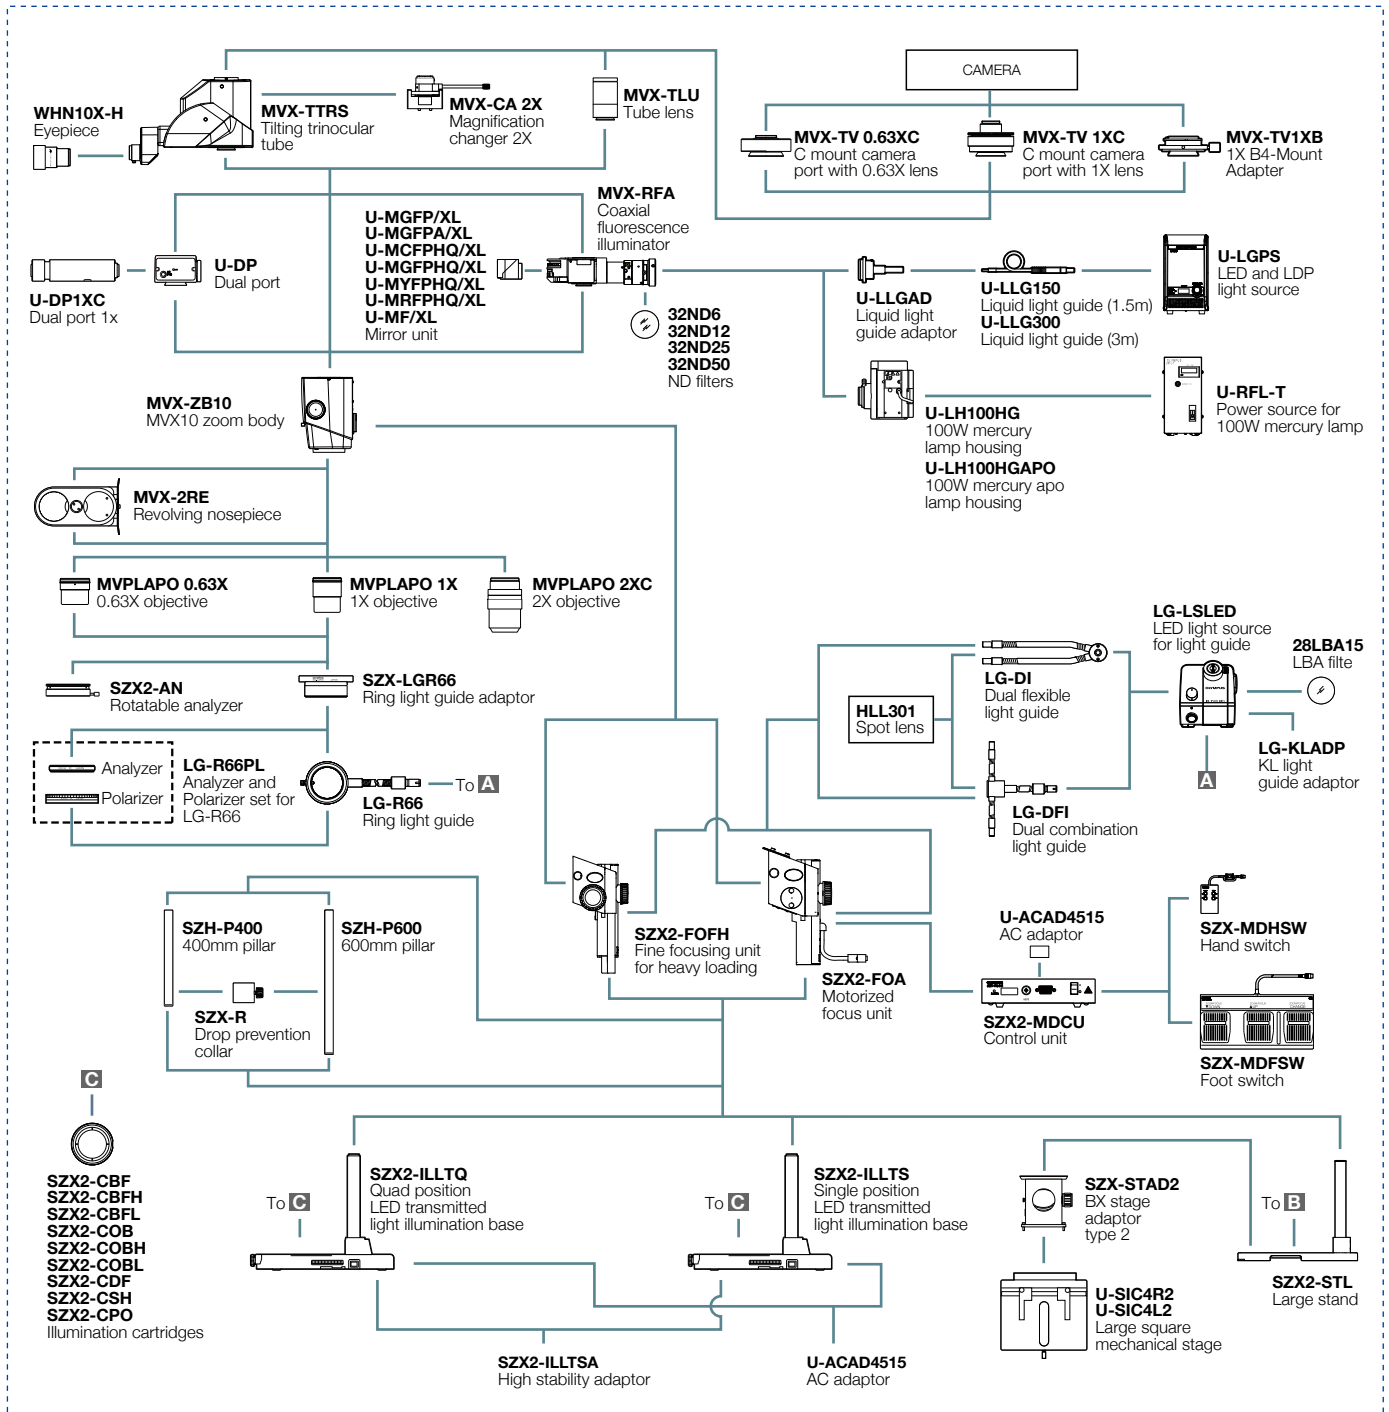 CAMERA
WHN10X-H
Eyepiece
MVX-TTRS
Tilting trinocular
tube
MVX-CA 2X
Magnification
changer 2X
MVX-TLU
Tube lens
MVX-TV 0.63XC
C mount camera
port with 0.63X lens
MVX-TV 1XC
C mount camera
port with 1X lens
MVX-TV1XB
1X B4-Mount
Adapter
U-DP1XC
Dual port 1x
U-DP
Dual port
U-MGFP/XL
U-MGFPA/XL
U-MCFPHQ/XL
U-MGFPHQ/XL
U-MYFPHQ/XL
U-MRFPHQ/XL
U-MF/XL
Mirror unit
MVX-RFA
Coaxial
fluorescence
illuminator
32ND6
32ND12
32ND25
32ND50
ND filters
U-LLGAD
Liquid light
guide adaptor
U-LLG150
Liquid light guide (1.5m)
U-LLG300
Liquid light guide (3m)
U-LGPS
LED and LDP
light source
U-LH100HG
100W mercury
lamp housing
U-LH100HGAPO
100W mercury apo
lamp housing
U-RFL-T
Power source for
100W mercury lamp
MVX-ZB10
MVX10 zoom body
MVX-2RE
Revolving nosepiece
MVPLAPO 0.63X
0.63X objective
MVPLAPO 1X
1X objective
MVPLAPO 2XC
2X objective
SZX2-AN
Rotatable analyzer
SZX-LGR66
Ring light guide adaptor
Analyzer
Polarizer
LG-R66PL
Analyzer and
Polarizer set for
LG-R66
LG-R66
Ring light guide
To A
HLL301
Spot lens
LG-DI
Dual flexible
light guide
LG-DFI
Dual combination
light guide
LG-LSLED
LED light source
for light guide
OLYMPUS
28LBA15
LBA filte
A
LG-KLADP
KL light
guide adaptor
SZH-P400
400mm pillar
SZH-P600
600mm pillar
SZX-R
Drop prevention
collar
SZX2-FOFH
Fine focusing unit
for heavy loading
SZX2-FOA
Motorized
focus unit
U-ACAD4515
AC adaptor
SZX2-MDCU
Control unit
SZX-MDHSW
Hand switch
SZX-MDFSW
Foot switch
C
SZX2-CBF
SZX2-CBFH
SZX2-CBFL
SZX2-COB
SZX2-COBH
SZX2-COBL
SZX2-CDF
SZX2-CSH
SZX2-CPO
Illumination cartridges
To C
SZX2-ILLTQ
Quad position
LED transmitted
light illumination base
To C
SZX2-ILLTS
Single position
LED transmitted
light illumination base
SZX2-ILLTSA
High stability adaptor
U-ACAD4515
AC adaptor
SZX-STAD2
BX stage
adaptor
type 2
U-SIC4R2
U-SIC4L2
Large square
mechanical stage
To B
SZX2-STL
Large stand